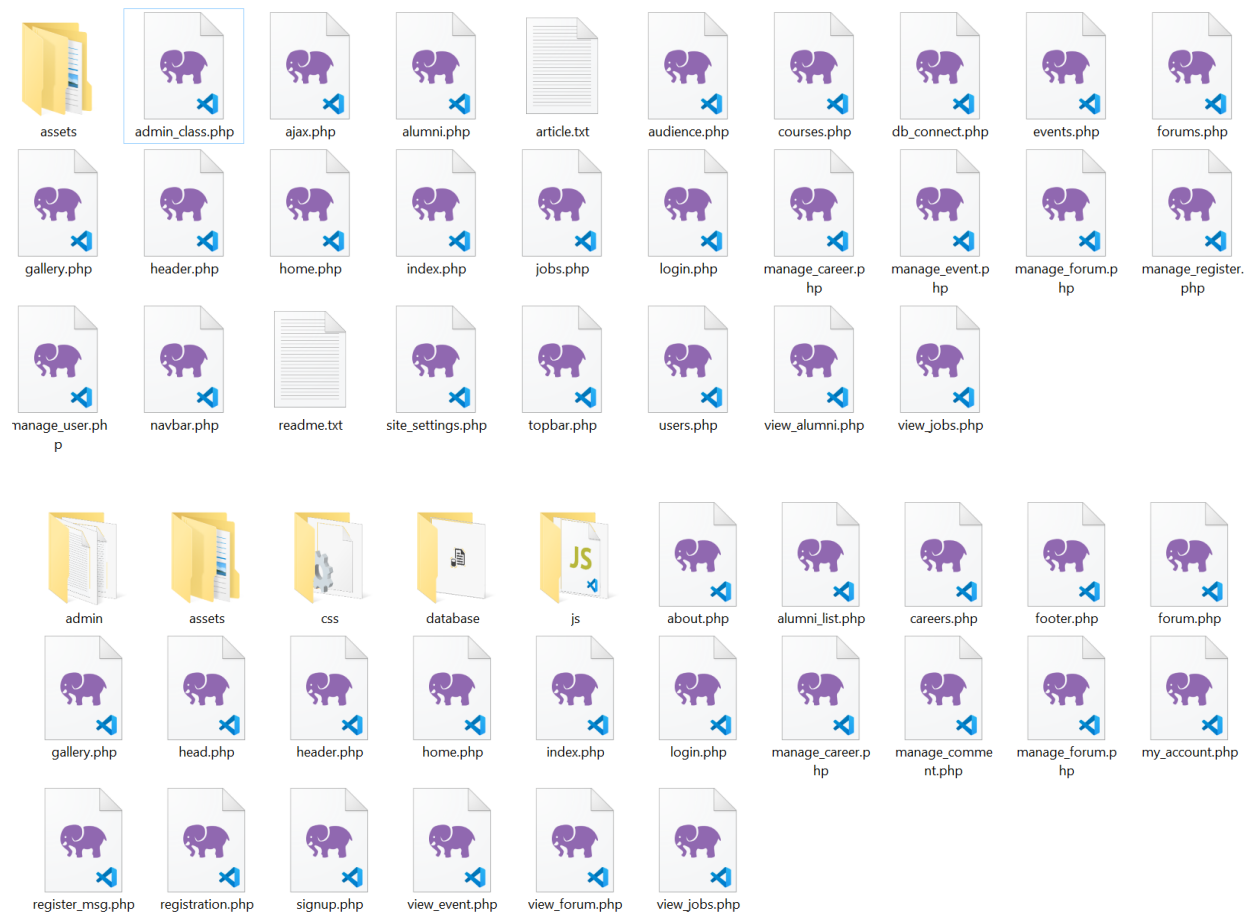 assets
admin_class.php
ajax.php
alumni.php
article.txt
audience.php
courses.php
db_connect.php
events.php
forums.php
gallery.php
header.php
home.php
index.php
jobs.php
login.php
manage_career.p
hp
manage_event.p
hp
manage_forum.p
hp
manage_register.
php
manage_user.ph
p
navbar.php
readme.txt
site_settings.php
topbar.php
users.php
view_alumni.php
view_jobs.php
admin
assets
css
database
JS
js
about.php
alumni_list.php
careers.php
footer.php
forum.php
gallery.php
head.php
header.php
home.php
index.php
login.php
manage_career.p
hp
manage_comme
nt.php
manage_forum.p
hp
my_account.php
register_msg.php
registration.php
signup.php
view_event.php
view_forum.php
view_jobs.php